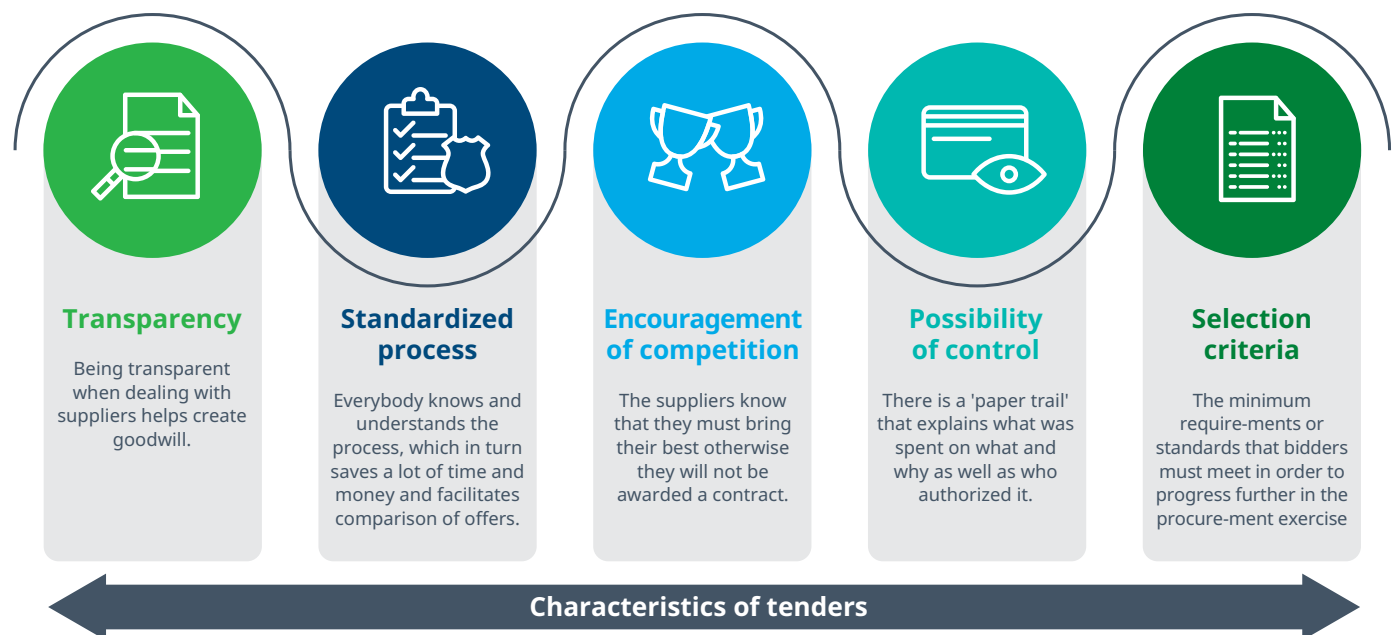 Transparency
Being transparent
when dealing with
suppliers helps create
goodwill.
Standardized
process
Everybody knows and
understands the
process, which in turn
saves a lot of time and
money and facilitates
comparison of offers.
Encouragement
of competition
The suppliers know
that they must bring
their best otherwise
they will not be
awarded a contract.
Possibility
of control
There is a 'paper trail'
that explains what was
spent on what and
why as well as who
authorized it.
Selection
criteria
The minimum
require-ments or
standards that bidders
must meet in order to
progress further in the
procure-ment exercise
Characteristics of tenders